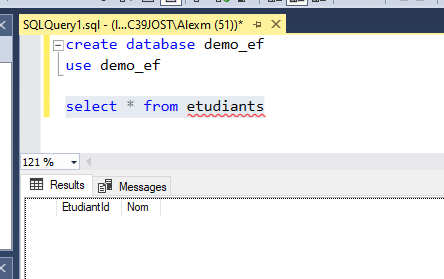 SQLQuery1.sql - (l...C39JOST\Alexm (51))*
create database demo_ef
use demo_ef
select * from etudiants
121 %
Results Messages
EtudiantId Nom